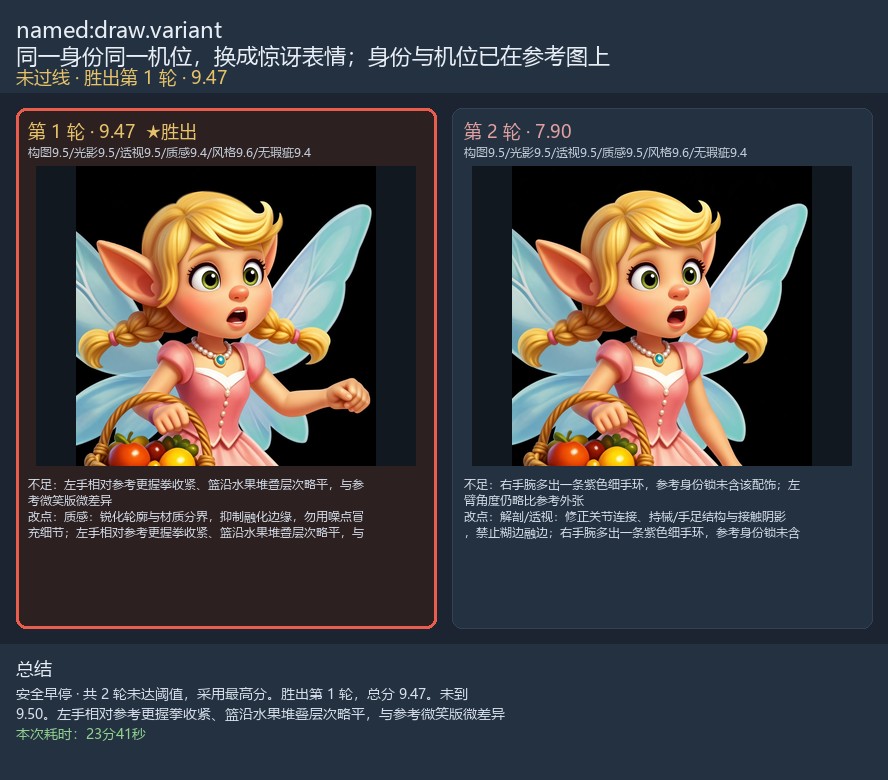 named:draw.variant
同一身份同一机位，换成惊讶表情；身份与机位已在参考图上
未过线 · 胜出第 1 轮 · 9.47
第 1 轮 · 9.47 ★胜出
构图9.5/光影9.5/透视9.5/质感9.4/风格9.6/无瑕疵9.4
不足：左手相对参考更握拳收紧、篮沿水果堆叠层次略平，与参
考微笑版微差异
改点：质感：锐化轮廓与材质分界，抑制融化边缘，勿用噪点冒
充细节；左手相对参考更握拳收紧、篮沿水果堆叠层次略平，与
第 2 轮 · 7.90
构图9.5/光影9.5/透视9.5/质感9.5/风格9.6/无瑕疵9.4
不足：右手腕多出一条紫色细手环，参考身份锁未含该配饰；左
臂角度仍略比参考外张
改点：解剖/透视：修正关节连接、持械/手足结构与接触阴影
，禁止糊边融边；右手腕多出一条紫色细手环，参考身份锁未含
总结
安全早停 · 共 2 轮未达阈值，采用最高分。胜出第 1 轮，总分 9.47。未到
9.50。左手相对参考更握拳收紧、篮沿水果堆叠层次略平，与参考微笑版微差异
本次耗时：23分41秒